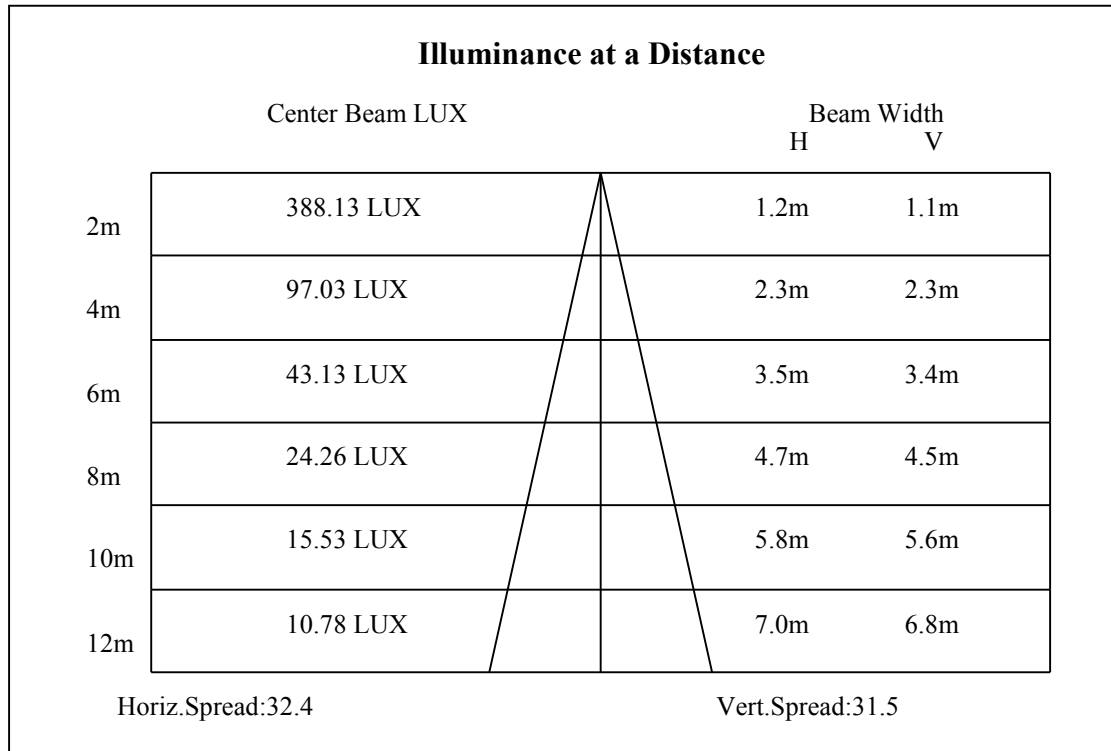 Illuminance at a Distance
Center Beam LUX Beam Width
H V
2m 388.13 LUX 1.2m 1.1m
4m 97.03 LUX 2.3m 2.3m
6m 43.13 LUX 3.5m 3.4m
8m 24.26 LUX 4.7m 4.5m
10m 15.53 LUX 5.8m 5.6m
12m 10.78 LUX 7.0m 6.8m
Horiz.Spread:32.4 Vert.Spread:31.5